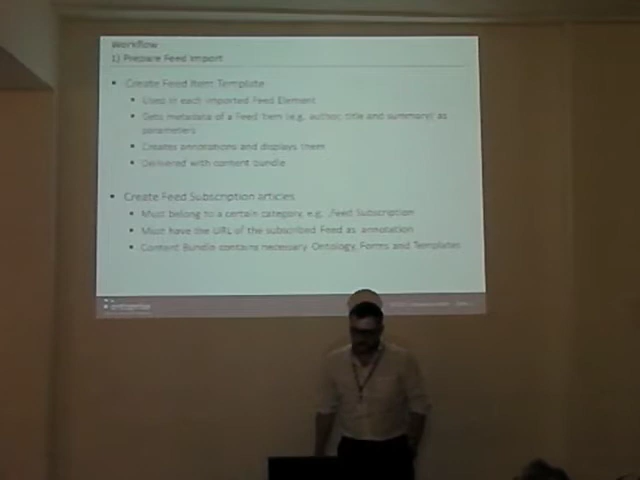 Workflow
1) Prepare Feed Import
• Create Feed Item Template
• Used in each imported Feed Element
• Gets metadata of a Feed Item (e.g. author, title and summary) as
parameters
• Creates annotations and displays them
• Delivered with content bundle
• Create Feed Subscription articles
• Must belong to a certain category, e.g. „Feed Subscription
• Must have the URL of the subscribed Feed as annotation
• Content Bundle contains necessary Ontology, Forms and Templates